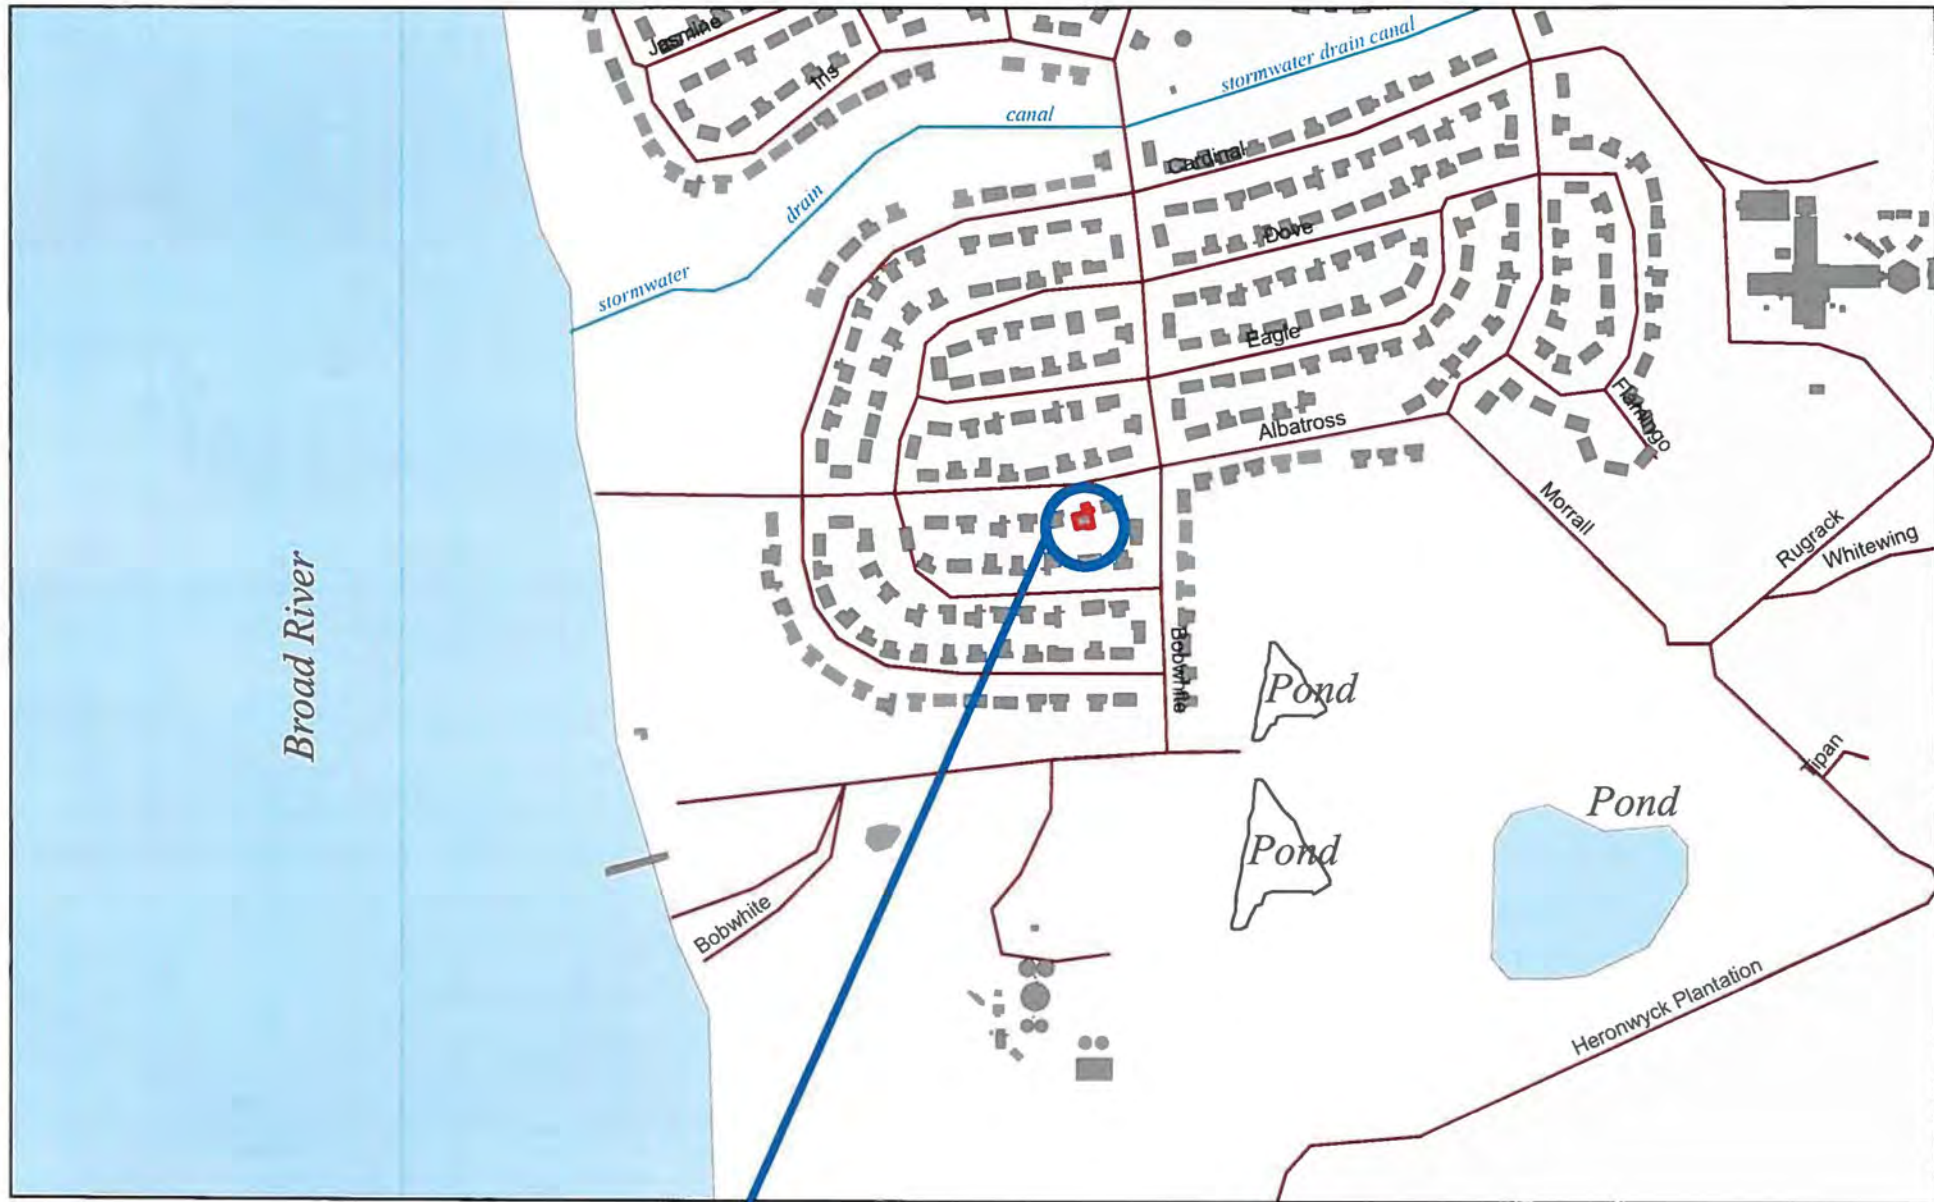 Jasmine
Iris
stormwater drain canal
canal
drain
stormwater
Cardinal
Dove
Eagle
Albatross
Flamingo
Morrall
Rugrack
Whitewing
Broad River
Bobwhite
Pond
Tipan
Pond
Pond
Bobwhite
Heronwyck Plantation